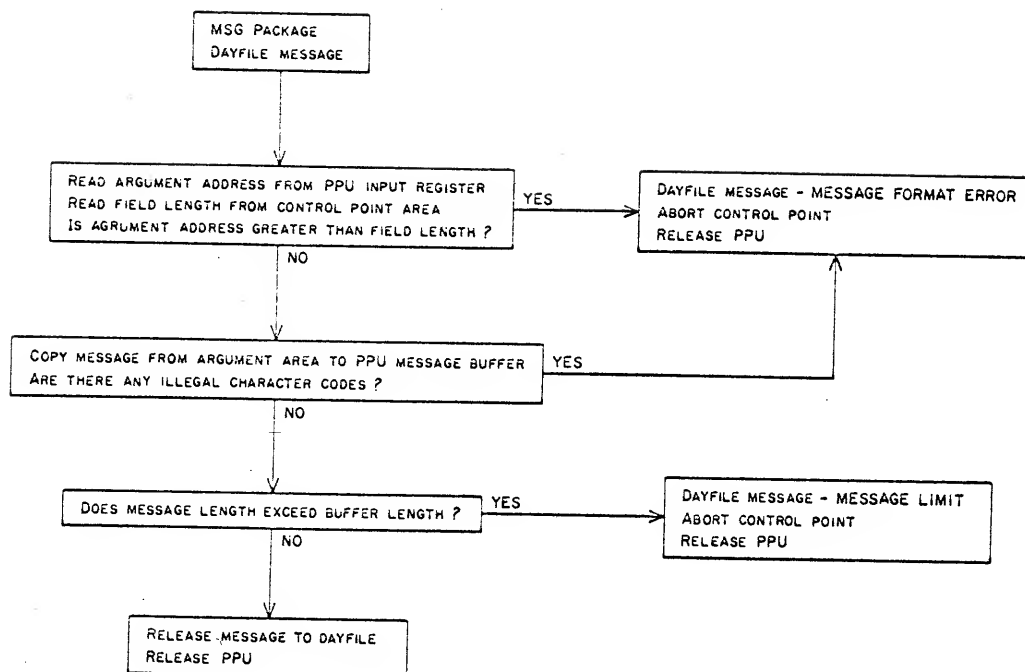 MSG PACKAGE
DAYFILE MESSAGE
READ ARGUMENT ADDRESS FROM PPU INPUT REGISTER
READ FIELD LENGTH FROM CONTROL POINT AREA
IS AGRUMENT ADDRESS GREATER THAN FIELD LENGTH ?
YES
DAYFILE MESSAGE - MESSAGE FORMAT ERROR
ABORT CONTROL POINT
RELEASE PPU
NO
COPY MESSAGE FROM ARGUMENT AREA TO PPU MESSAGE BUFFER
ARE THERE ANY ILLEGAL CHARACTER CODES ?
YES
NO
DOES MESSAGE LENGTH EXCEED BUFFER LENGTH ?
YES
DAYFILE MESSAGE - MESSAGE LIMIT
ABORT CONTROL POINT
RELEASE PPU
NO
RELEASE MESSAGE TO DAYFILE
RELEASE PPU